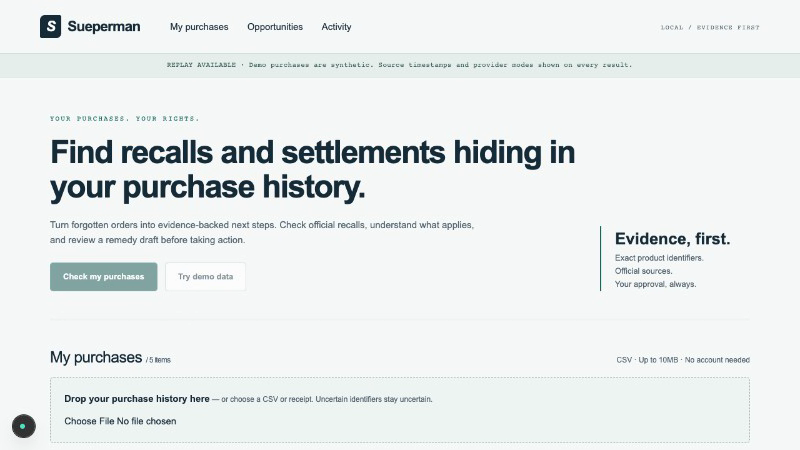 S Sueperman
My purchases
Opportunities
Activity
LOCAL / EVIDENCE FIRST
REPLAY AVAILABLE · Demo purchases are synthetic. Source timestamps and provider modes shown on every result.
YOUR PURCHASES. YOUR RIGHTS.
Find recalls and settlements hiding in
your purchase history.
Turn forgotten orders into evidence-backed next steps. Check official recalls, understand what applies,
and review a remedy draft before taking action.
Check my purchases
Try demo data
Evidence, first.
Exact product identifiers.
Official sources.
Your approval, always.
My purchases / 5 items
CSV · Up to 10MB · No account needed
Drop your purchase history here — or choose a CSV or receipt. Uncertain identifiers stay uncertain.
Choose File No file chosen